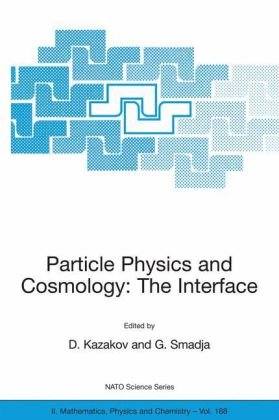 Particle Physics and
Cosmology: The Interface
Edited by
D. Kazakov and G. Smadja
NATO Science Series
II. Mathematics, Physics and Chemistry – Vol. 188